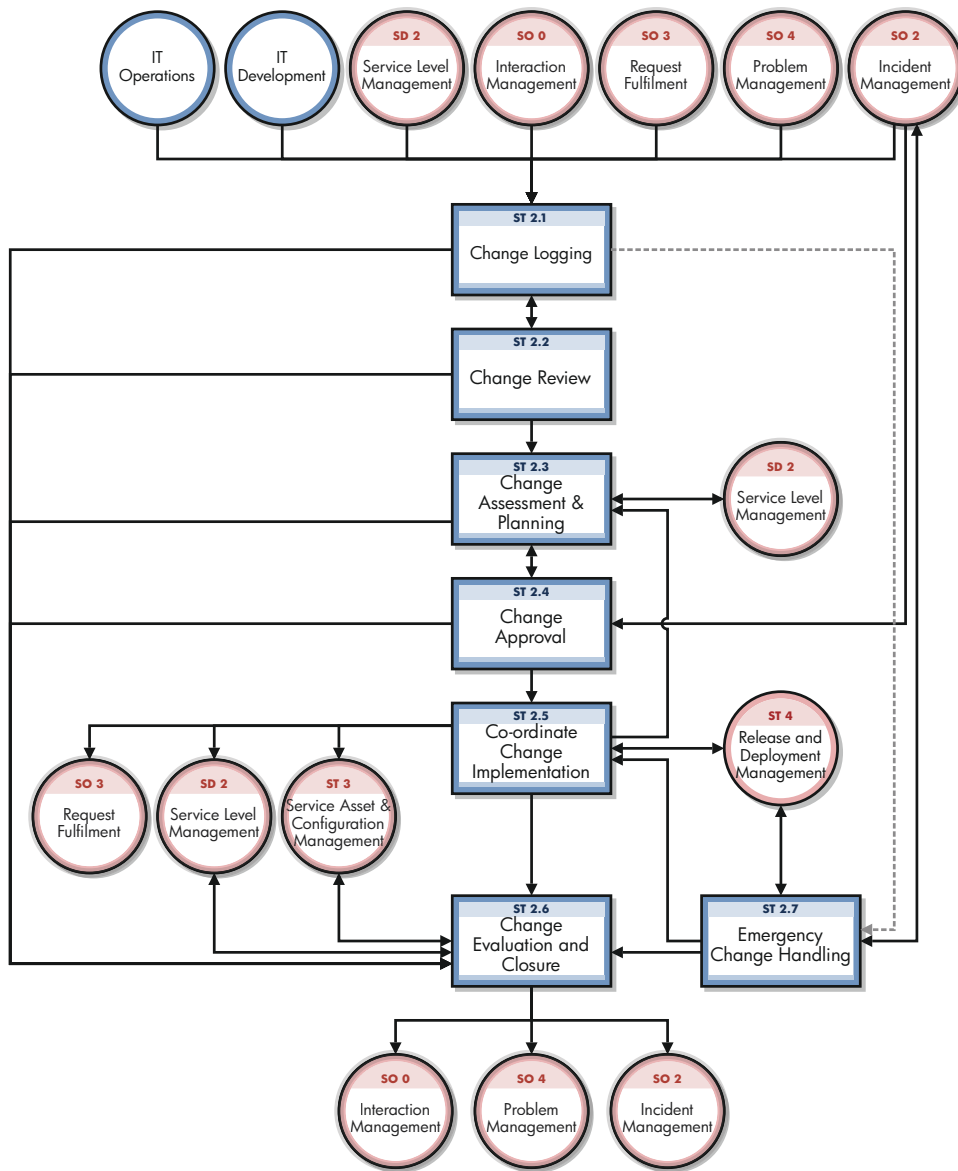 IT
Operations
IT
Development
SD 2
Service Level
Management
SO 0
Interaction
Management
SO 3
Request
Fulfilment
SO 4
Problem
Management
SO 2
Incident
Management
ST 2.1
Change Logging
ST 2.2
Change Review
ST 2.3
Change
Assessment &
Planning
SD 2
Service Level
Management
ST 2.4
Change
Approval
ST 2.5
Co-ordinate
Change
Implementation
ST 4
Release and
Deployment
Management
SO 3
Request
Fulfilment
SD 2
Service Level
Management
ST 3
Service Asset &
Configuration
Management
ST 2.6
Change
Evaluation and
Closure
ST 2.7
Emergency
Change Handling
SO 0
Interaction
Management
SO 4
Problem
Management
SO 2
Incident
Management